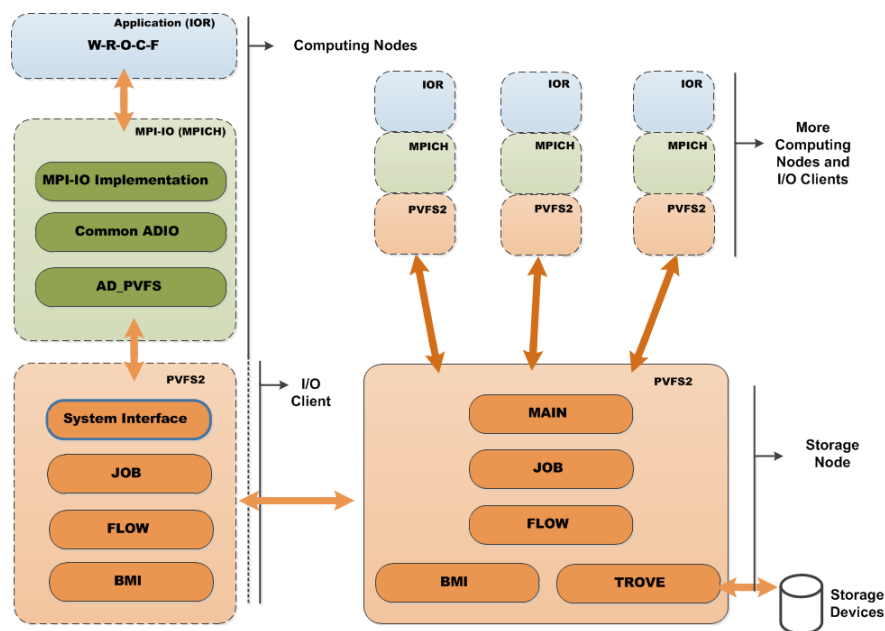 Application (IOR)
W-R-O-C-F
Computing Nodes
MPI-IO (MPICH)
MPI-IO Implementation
Common ADIO
AD_PVFS
PVFS2
System Interface
JOB
FLOW
BMI
I/O
Client
IOR
MPICH
PVFS2
IOR
MPICH
PVFS2
IOR
MPICH
PVFS2
More
Computing
Nodes and
I/O Clients
PVFS2
MAIN
JOB
FLOW
BMI
TROVE
Storage
Node
Storage
Devices